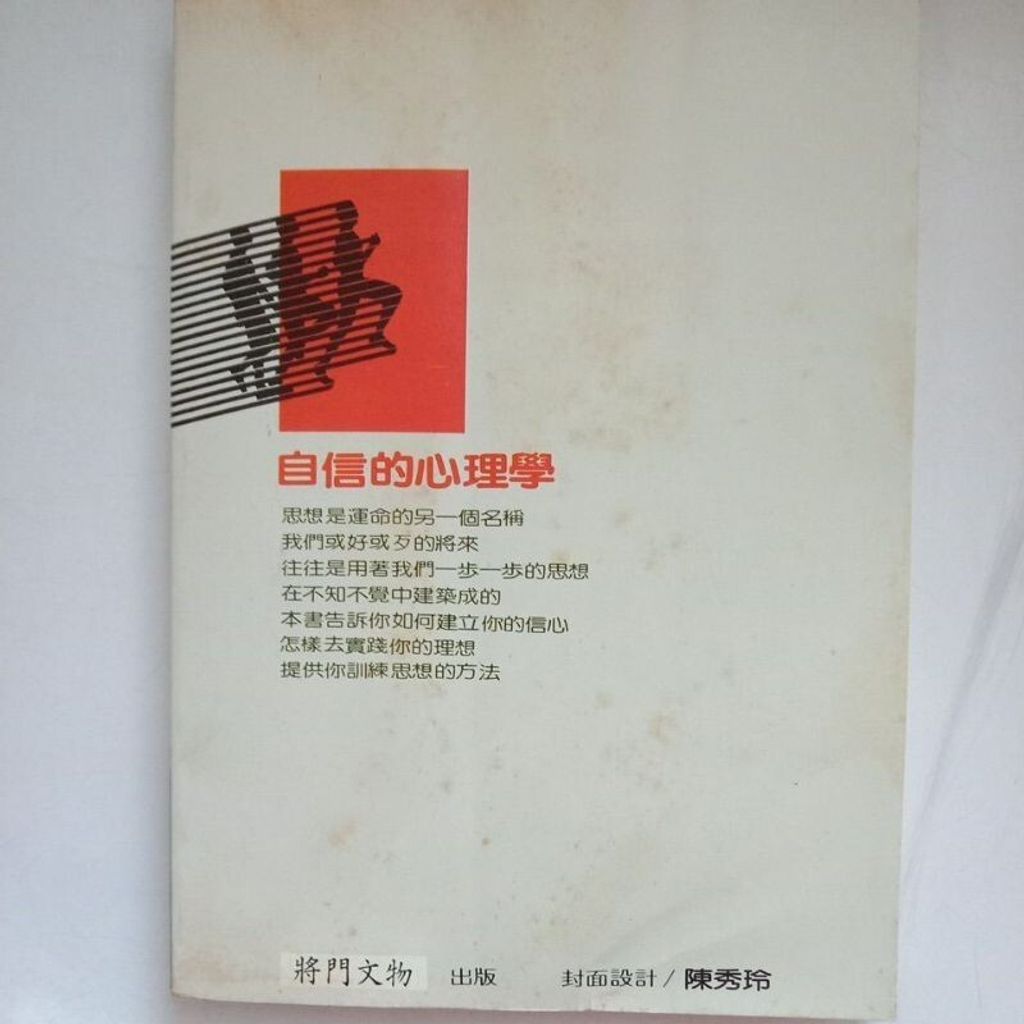 自信的心理學
思想是運命的另一個名稱
我們或好或歹的將來
往往是用著我們一步一步的思想
在不知不覺中建築成的
本書告訴你如何建立你的信心
怎樣去實踐你的理想
提供你訓練思想的方法
將門文物 出版 封面設計/陳秀玲